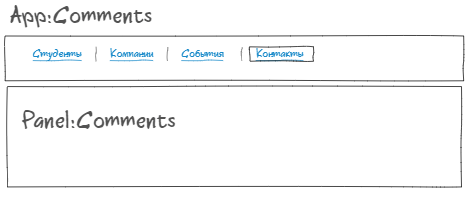 App:Comments
Студенты | Компании | События | Контакты
Panel:Comments